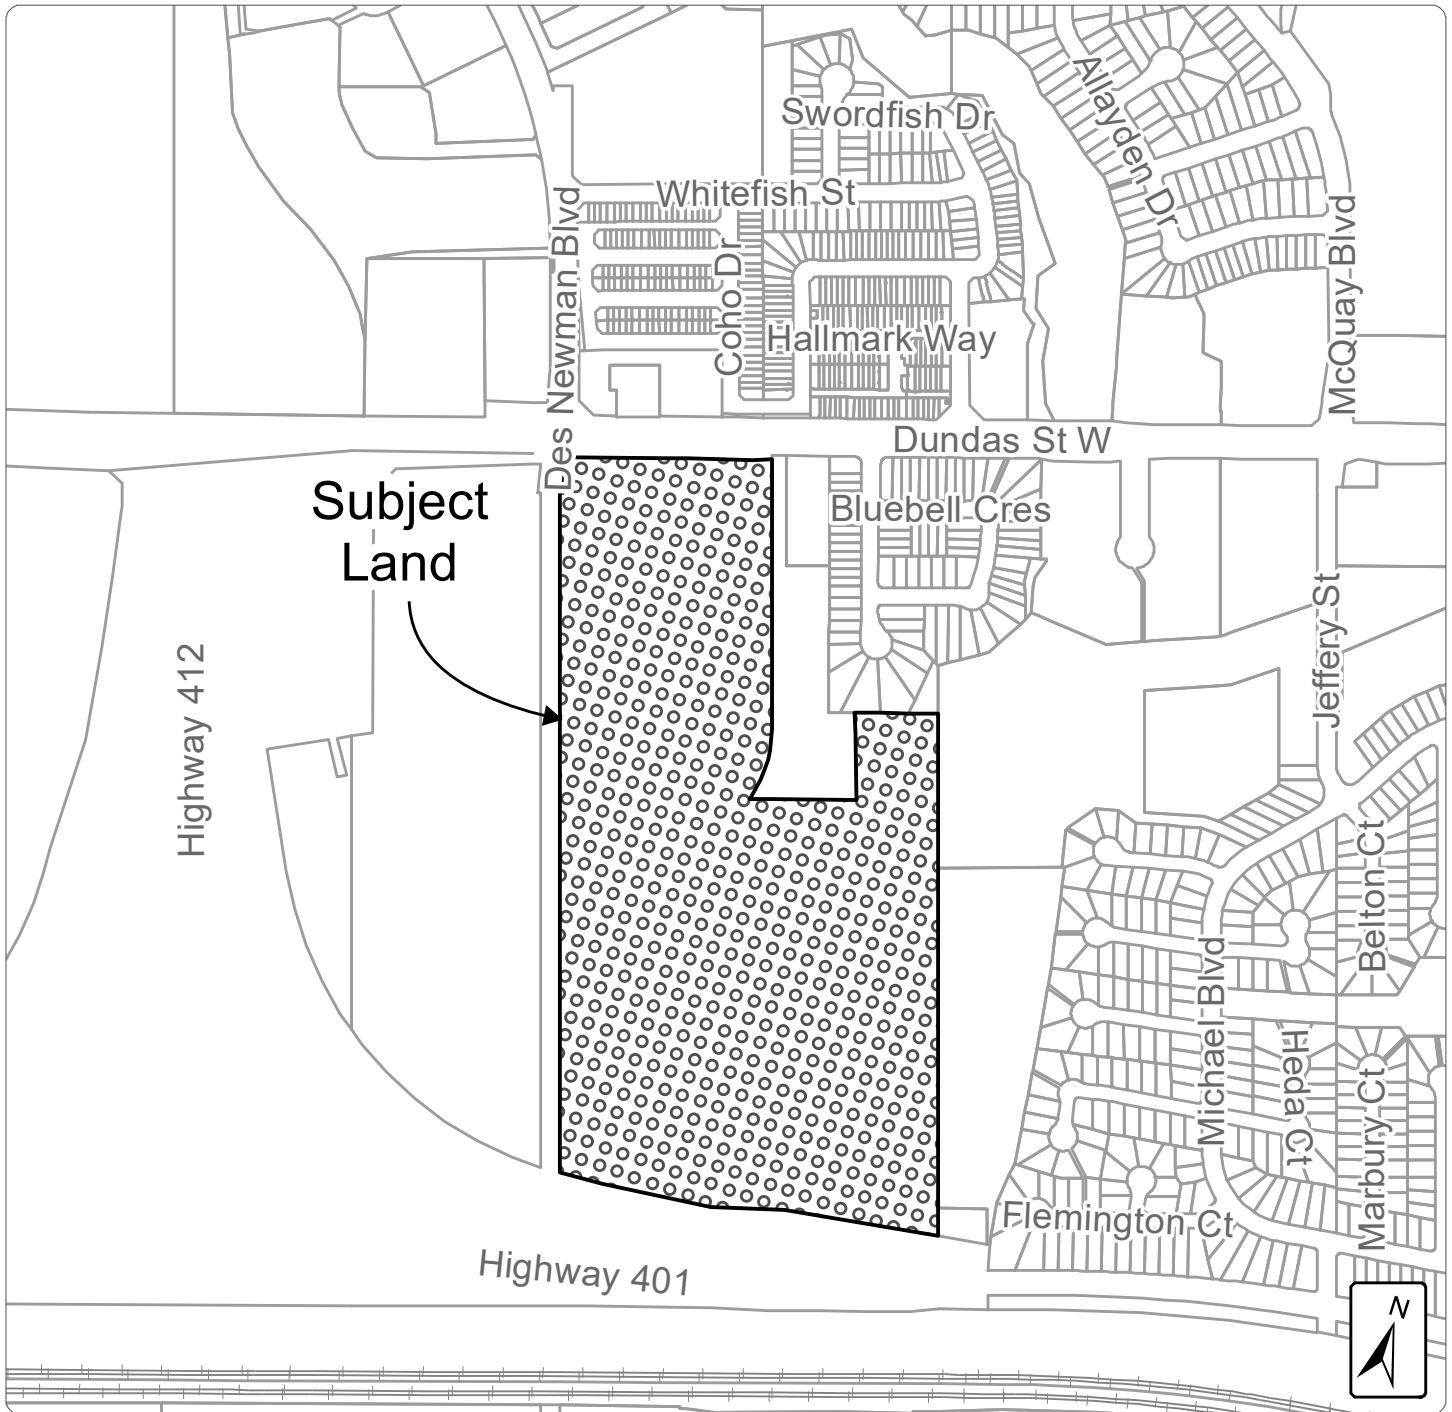 Swordfish Dr
Allayden Dr
Whitefish St
Des Newman Blvd
Coho Dr
McQuay Blvd
Hallmark Way
Dundas St W
Subject
Land
Bluebell Cres
Jeffery St
Highway 412
Belton Ct
Michael Blvd
Heda Ct
Marbury Ct
Flemington Ct
Highway 401
N